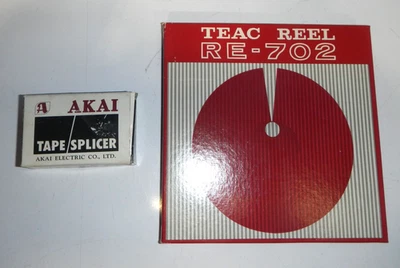 A AKAI
TAPE/SPLICER
AKAI ELECTRIC CO., LTD.
TEAC REEL
RE-702